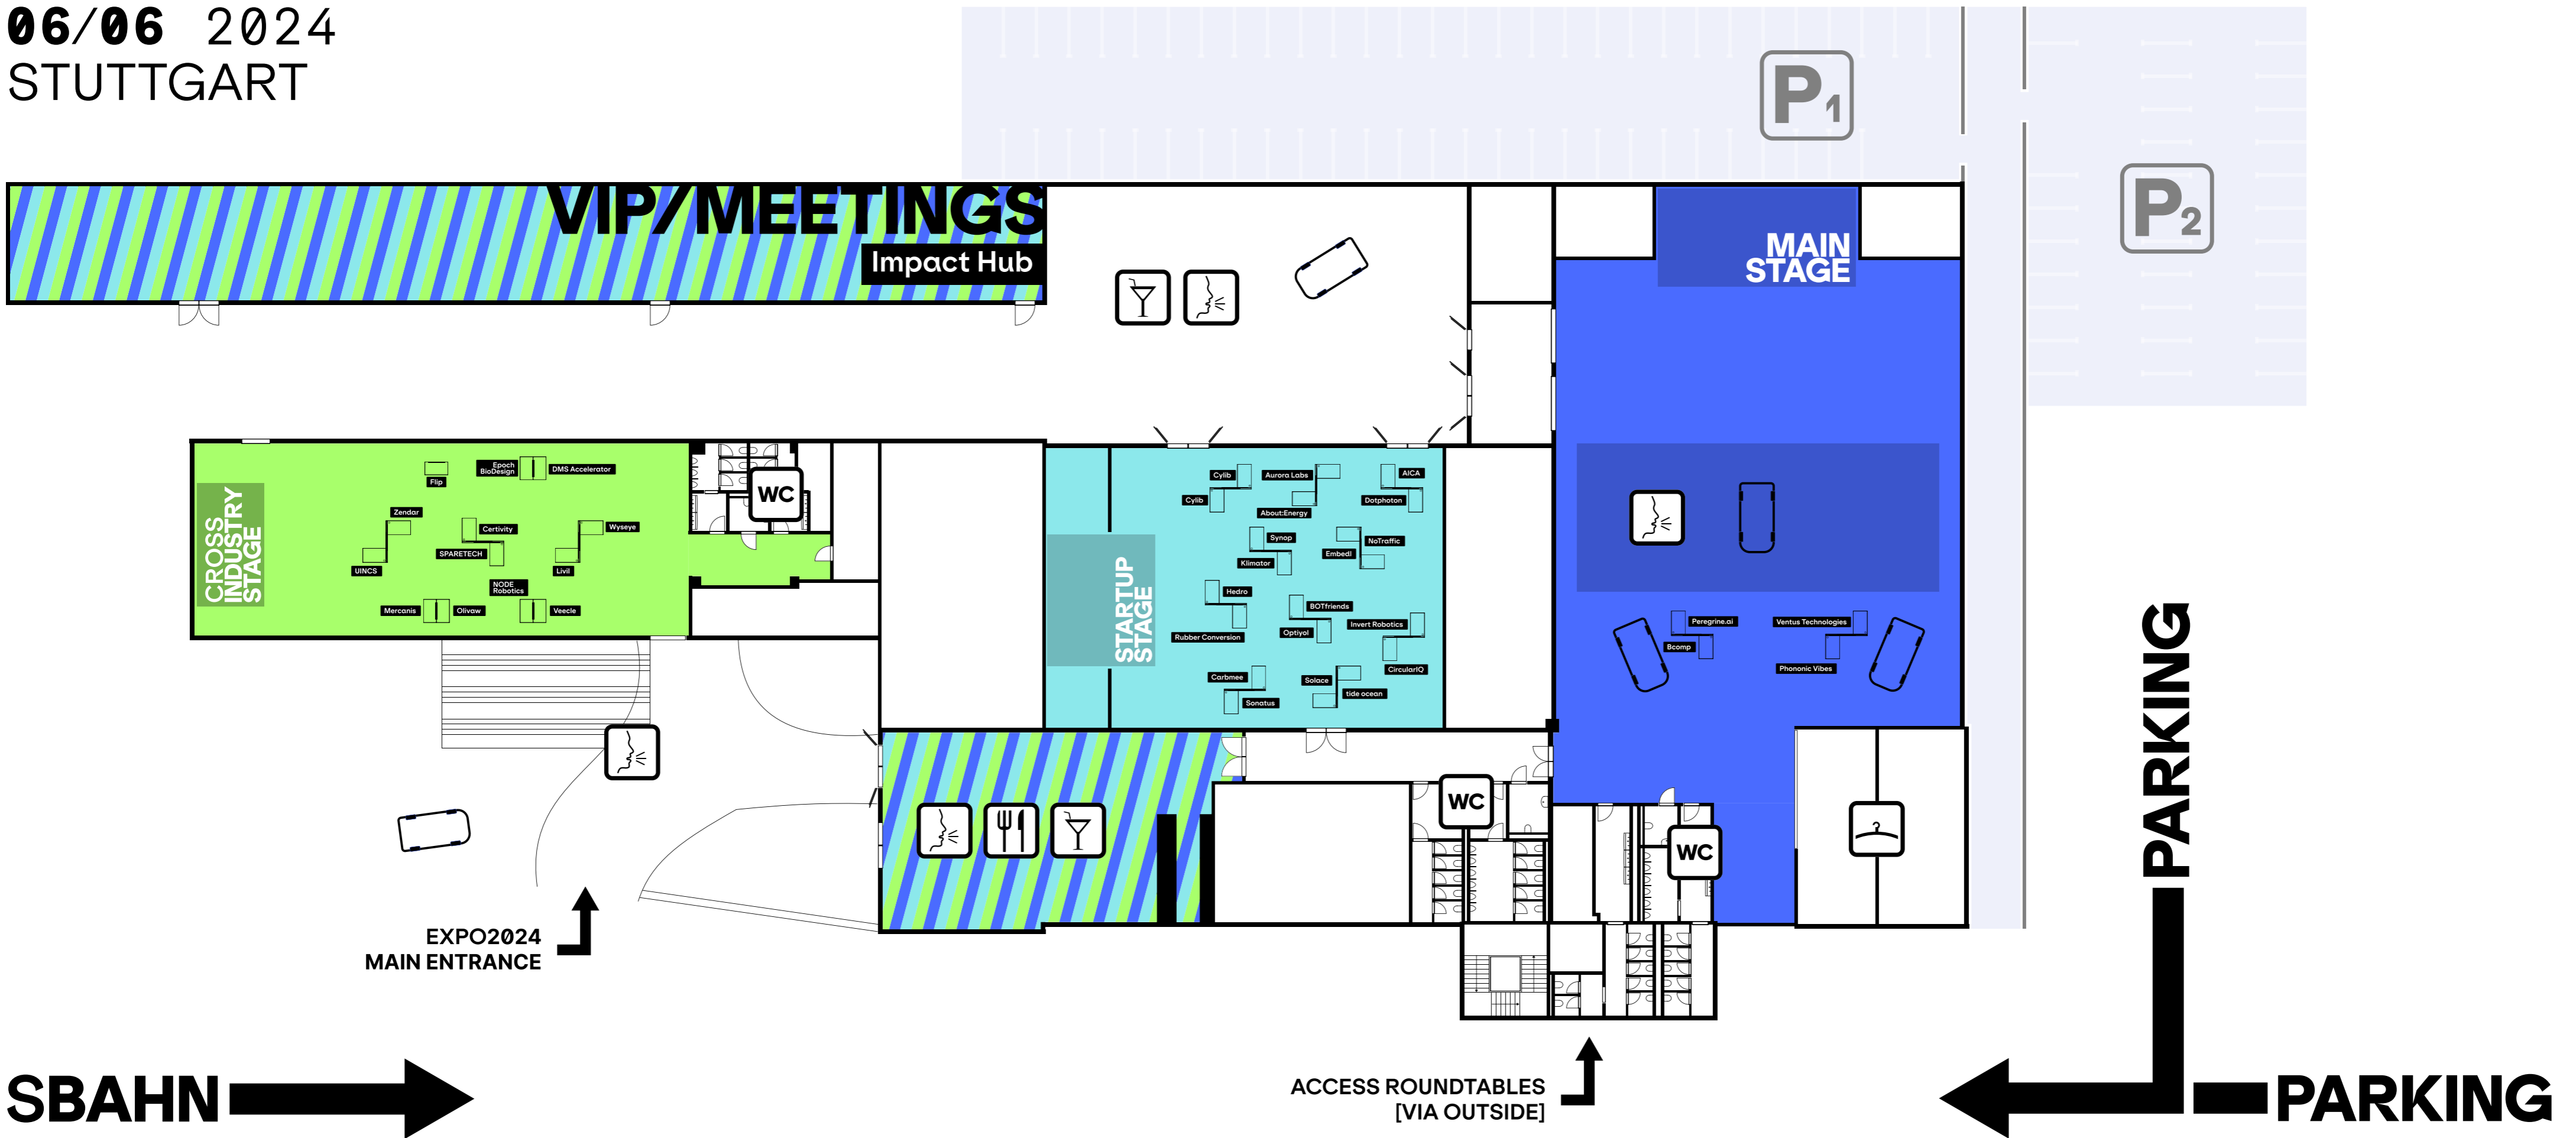 06/06 2024
STUTTGART
P1
P2
VIP/MEETINGS
Impact Hub
MAIN
STAGE
CROSS
INDUSTRY
STAGE
Flip
Epoch
BioDesign
DMS Accelerator
Zendar
UINCS
Certivity
SPARETECH
Wyseye
Livil
NODE
Robotics
Mercanis
Olivaw
Veecle
WC
STARTUP
STAGE
Cylib
Cylib
Aurora Labs
About:Energy
AICA
Dotphoton
Synop
Klimator
NoTraffic
Embedl
Hedro
Rubber Conversion
BOTfriends
Optiyol
Invert Robotics
CircularIQ
Carbmee
Sonatus
Solace
tide ocean
Peregrine.ai
Bcomp
Ventus Technologies
Phononic Vibes
WC
WC
EXPO2024
MAIN ENTRANCE
ACCESS ROUNDTABLES
[VIA OUTSIDE]
SBAHN
PARKING
PARKING